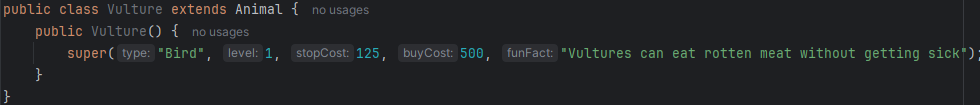 public class Vulture extends Animal {  no usages
    public Vulture() {  no usages
        super( type: "Bird", level: 1, stopCost: 125, buyCost: 500, funFact: "Vultures can eat rotten meat without getting sick");
    }
}